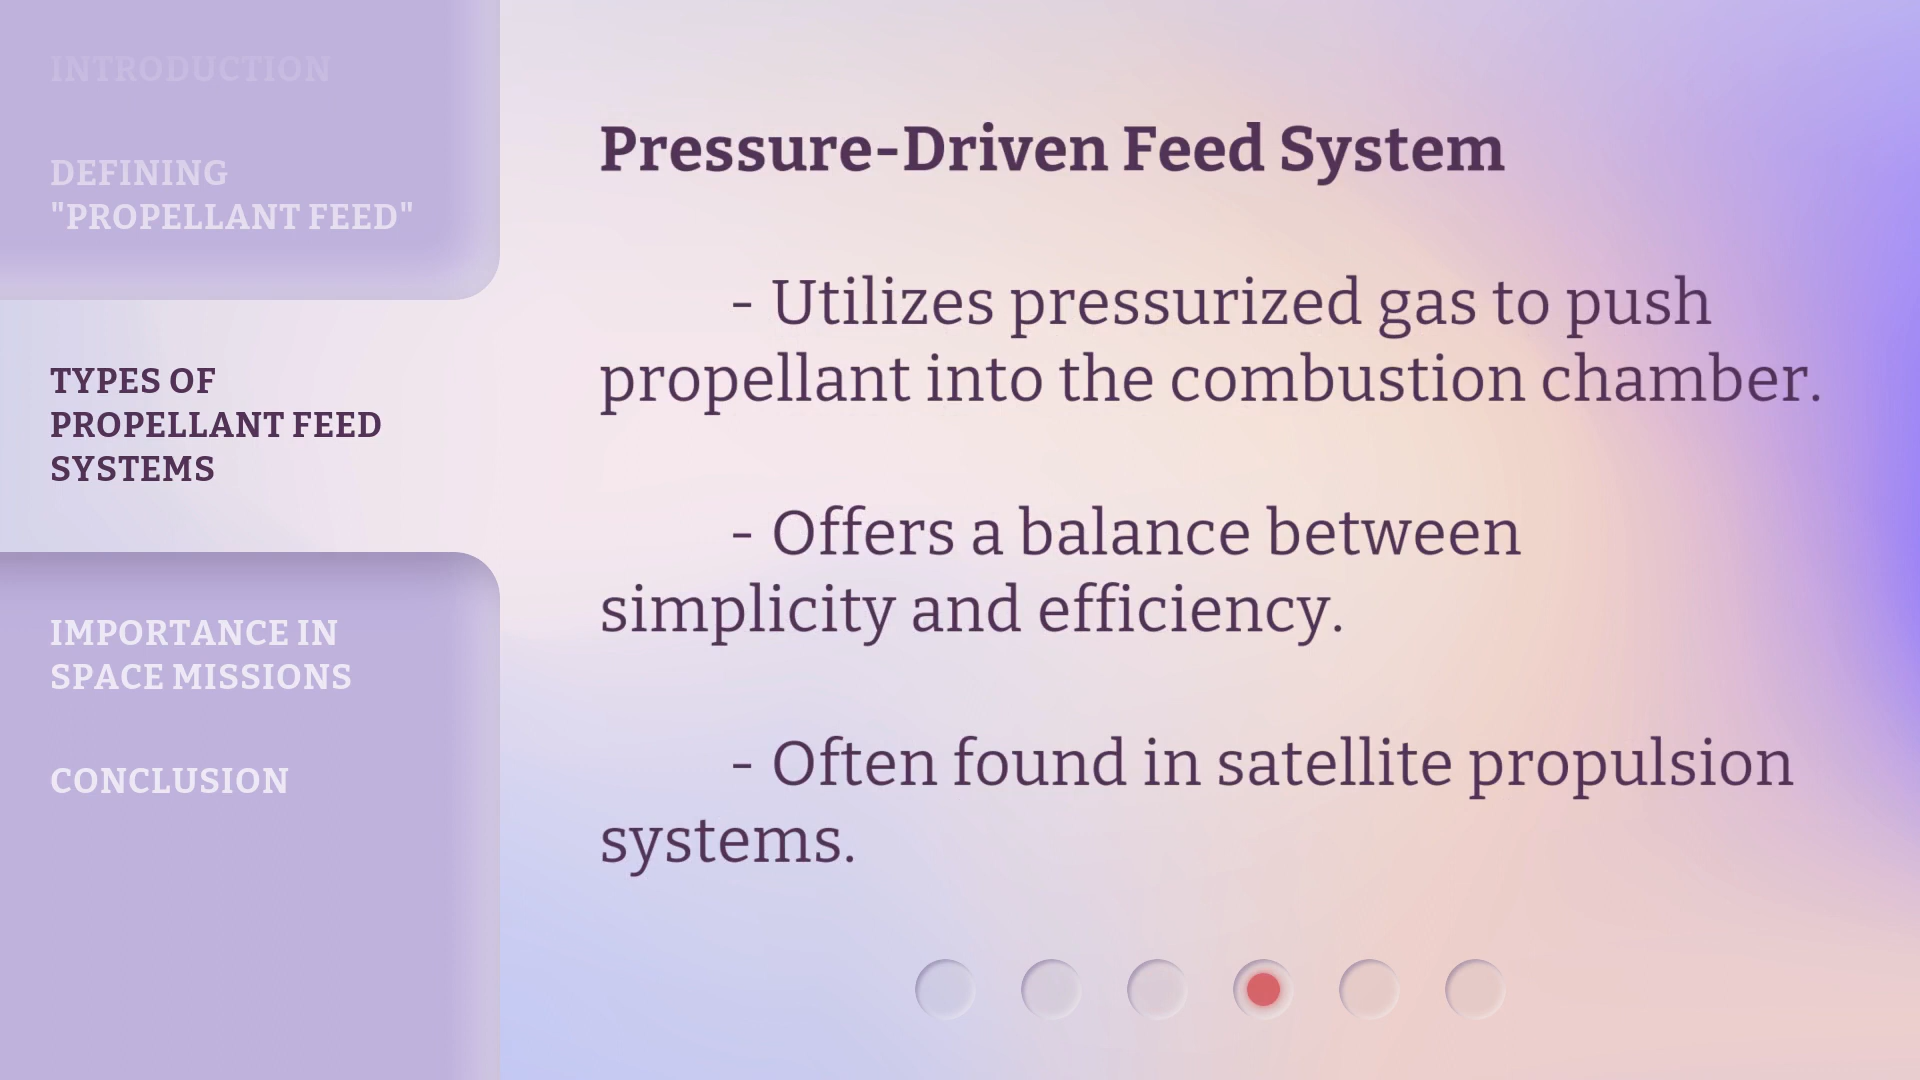 INTRODUCTION
DEFINING
"PROPELLANT FEED"
TYPES OF
PROPELLANT FEED
SYSTEMS
IMPORTANCE IN
SPACE MISSIONS
CONCLUSION
Pressure-Driven Feed System
- Utilizes pressurized gas to push
propellant into the combustion chamber.
- Offers a balance between
simplicity and efficiency.
- Often found in satellite propulsion
systems.